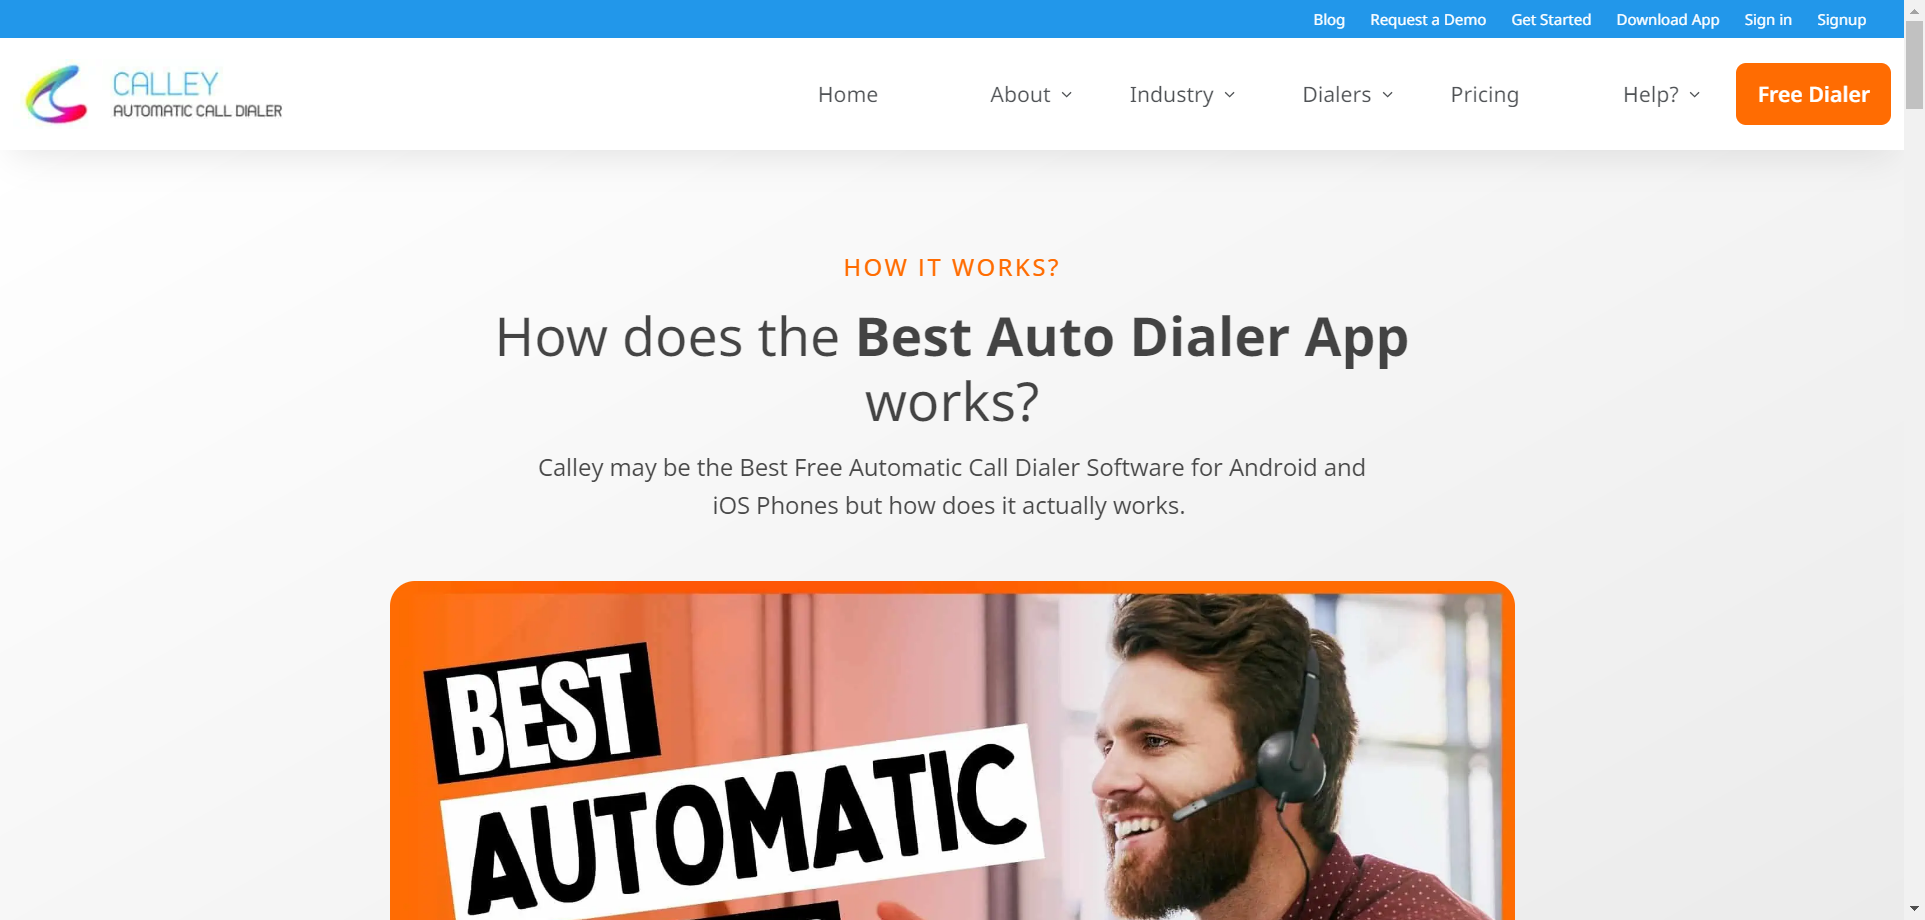 Blog Request a Demo Get Started Download App Sign in Signup
CALLEY
AUTOMATIC CALL DIALER
Home About Industry Dialers Pricing Help? Free Dialer
HOW IT WORKS?
How does the Best Auto Dialer App
works?
Calley may be the Best Free Automatic Call Dialer Software for Android and
iOS Phones but how does it actually works.
BEST
AUTOMATIC